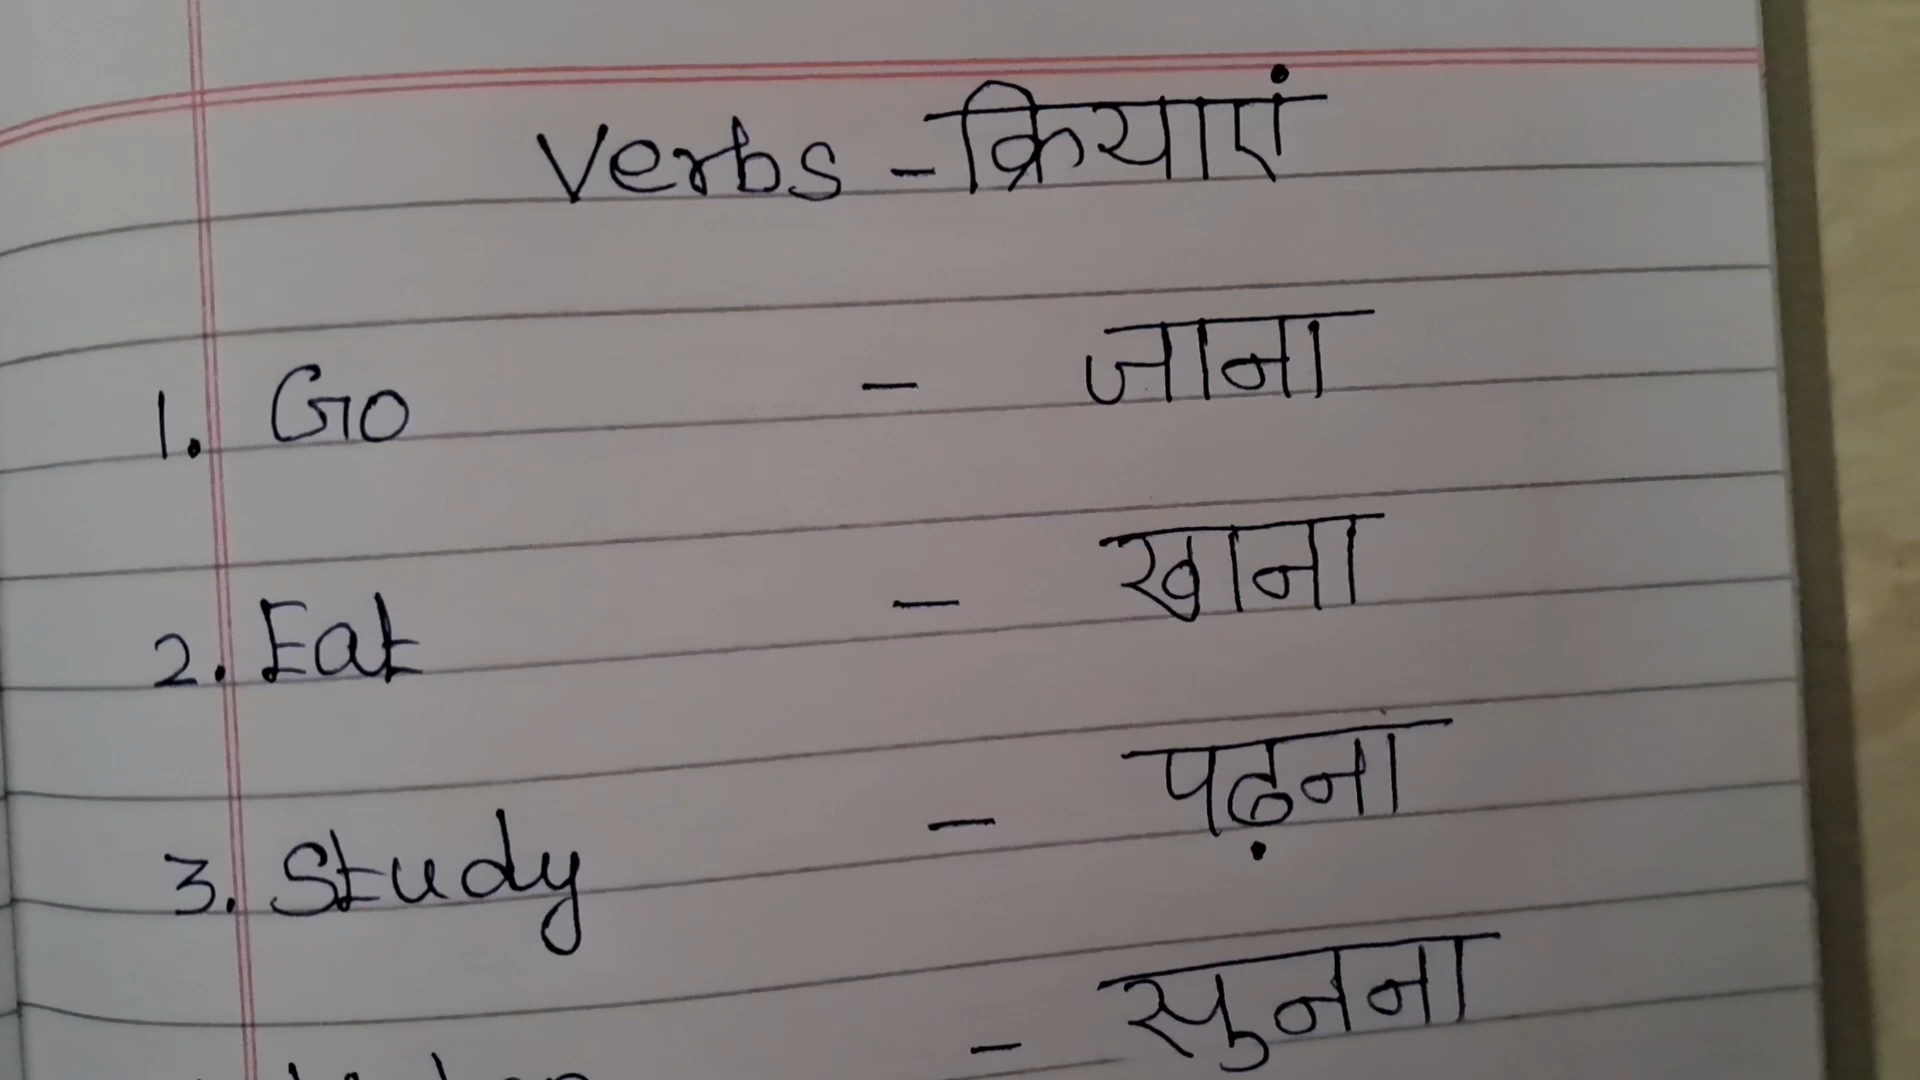 Verbs - क्रियाएं
1. Go - जाना
2. Eat - खाना
3. Study - पढ़ना
- सुनना